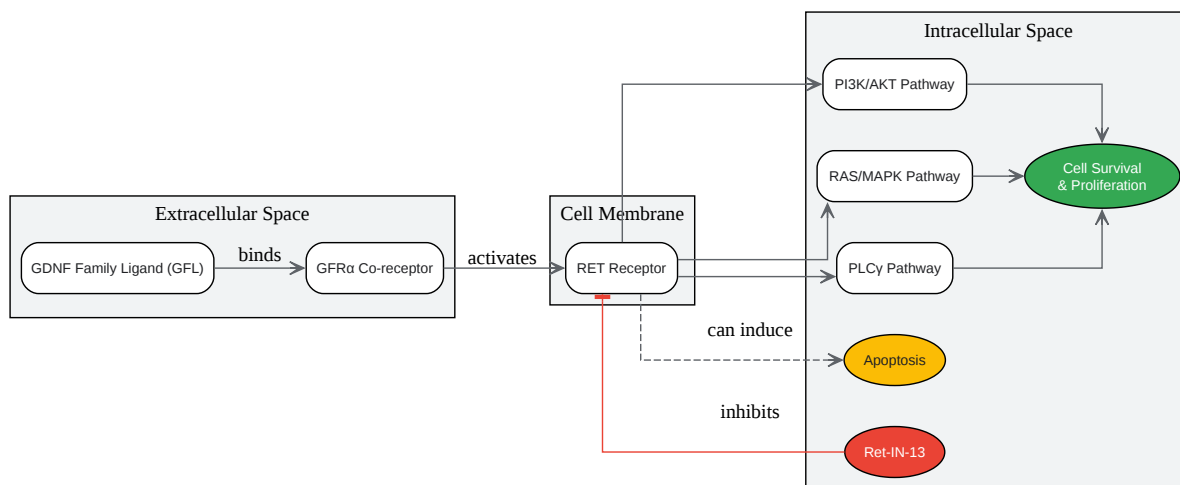 Intracellular Space
PI3K/AKT Pathway
RAS/MAPK Pathway
Cell Survival
& Proliferation
Extracellular Space
Cell Membrane
GDNF Family Ligand (GFL)
binds
GFRα Co-receptor
activates
RET Receptor
PLCγ Pathway
can induce
Apoptosis
inhibits
Ret-IN-13